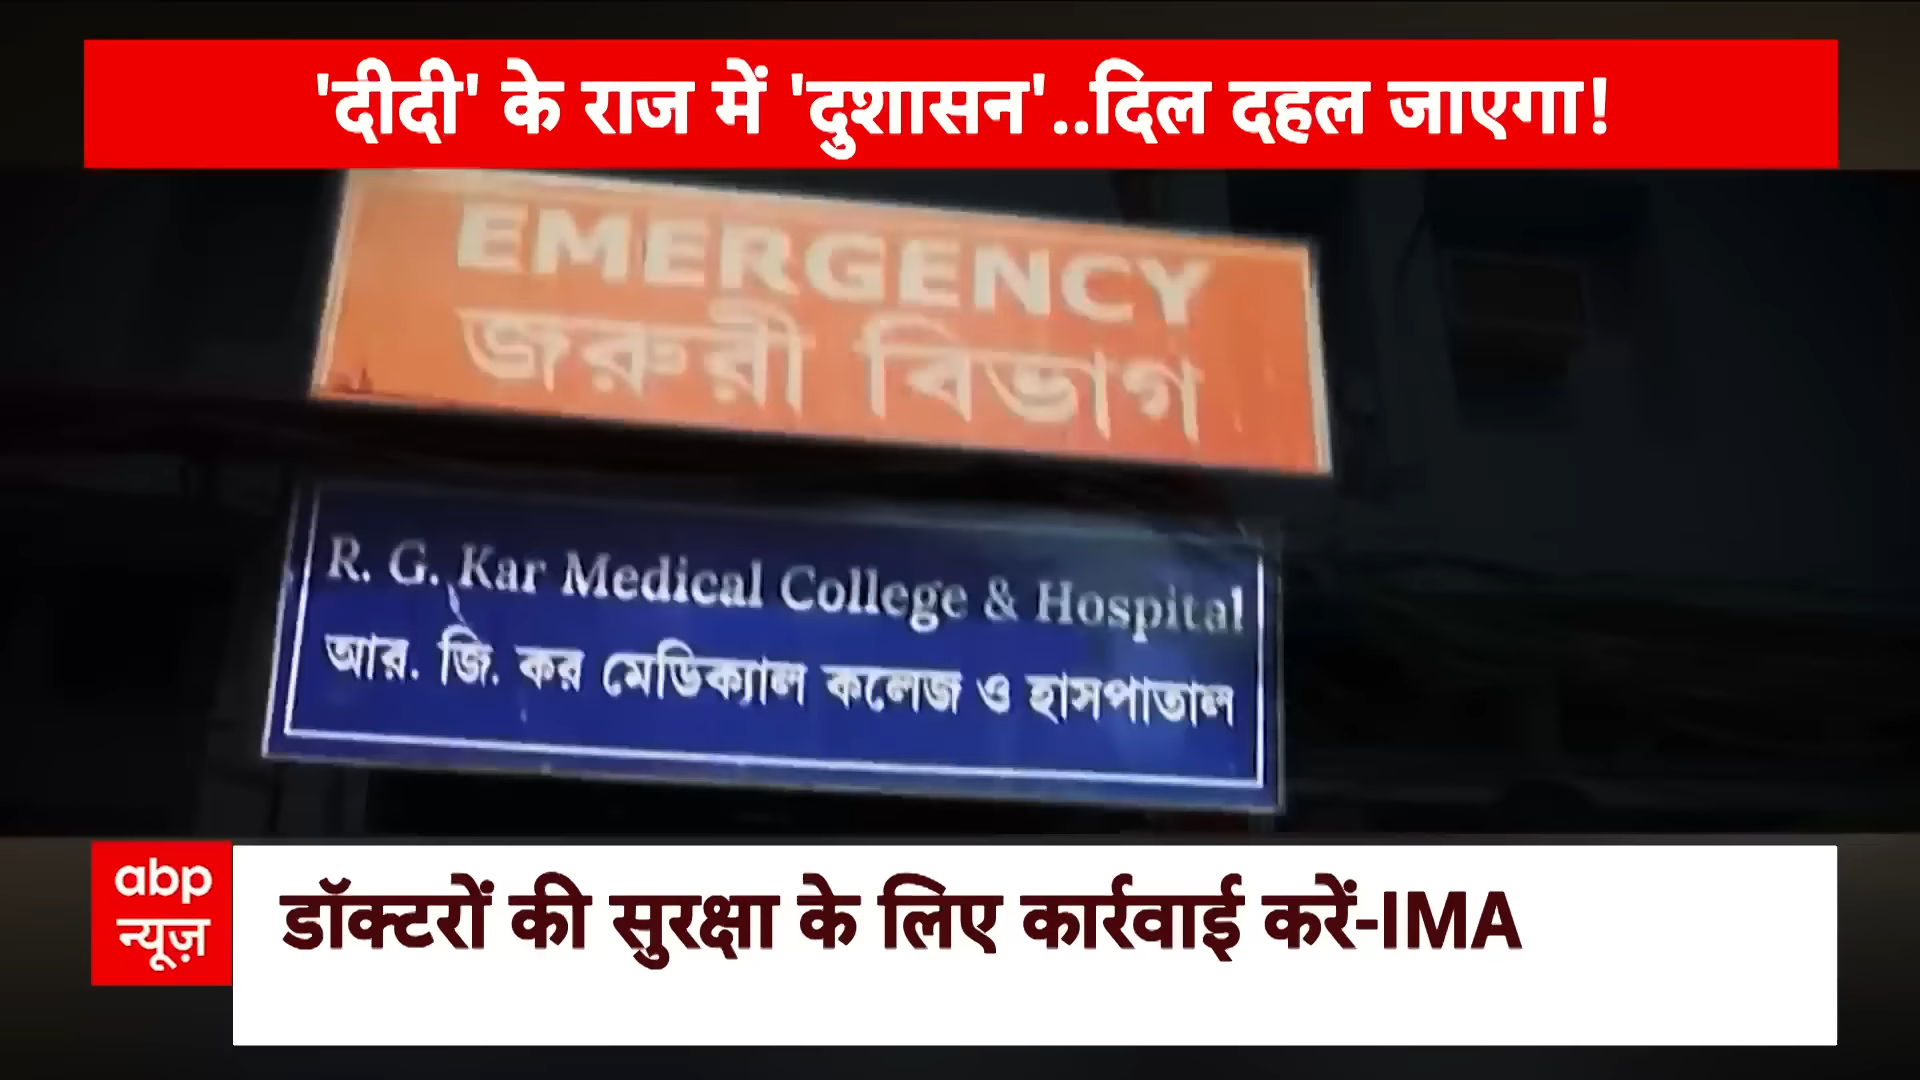 'दीदी' के राज में 'दुशासन'..दिल दहल जाएगा!
EMERGENCY
জরুরী বিভাগ
R. G. Kar Medical College & Hospital
আর. জি. কর মেডিক্যাল কলেজ ও হাসপাতাল
abp
न्यूज़
डॉक्टरों की सुरक्षा के लिए कार्रवाई करें-IMA